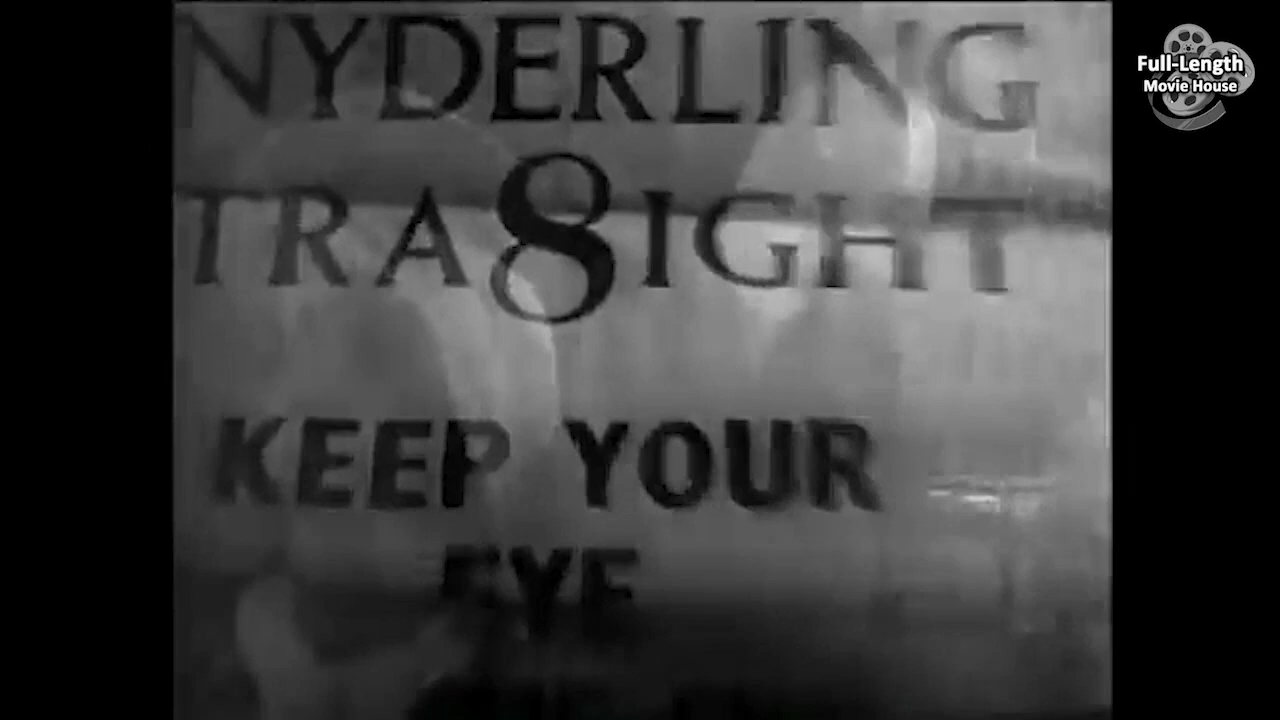 NYDERLING
TRA8IGHT
KEEP YOUR
EYE
Full-Length
Movie House